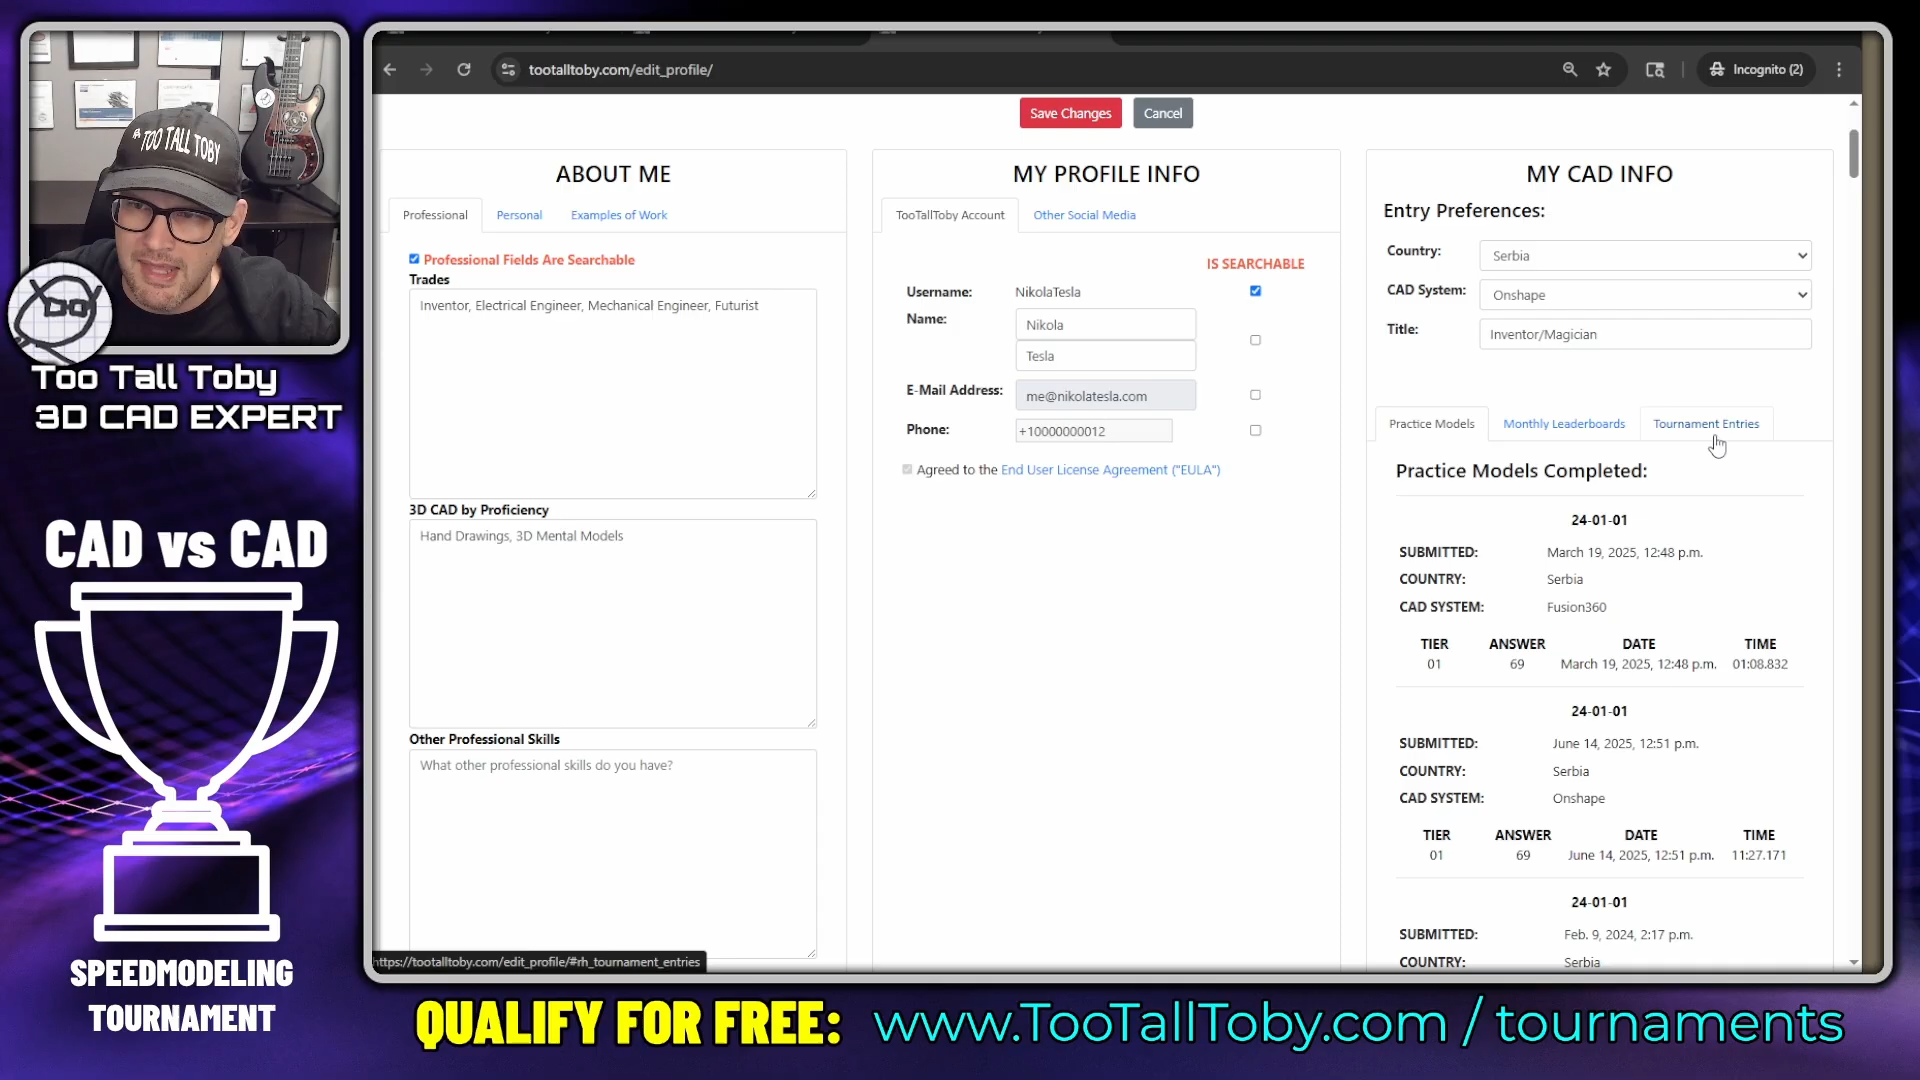 TOO TALL TOBY
Too Tall Toby
3D CAD EXPERT
CAD vs CAD
SPEEDMODELING
TOURNAMENT
tootalltoby.com/edit_profile/
Incognito (2)
Save Changes
Cancel
ABOUT ME
Professional
Personal
Examples of Work
Professional Fields Are Searchable
Trades
Inventor, Electrical Engineer, Mechanical Engineer, Futurist
3D CAD by Proficiency
Hand Drawings, 3D Mental Models
Other Professional Skills
What other professional skills do you have?
https://tootalltoby.com/edit_profile/#rh_tournament_entries
MY PROFILE INFO
TooTallToby Account
Other Social Media
IS SEARCHABLE
Username: NikolaTesla
Name: Nikola
Tesla
E-Mail Address: me@nikolatesla.com
Phone: +10000000012
Agreed to the End User License Agreement ("EULA")
MY CAD INFO
Entry Preferences:
Country: Serbia
CAD System: Onshape
Title: Inventor/Magician
Practice Models
Monthly Leaderboards
Tournament Entries
Practice Models Completed:
24-01-01
SUBMITTED: March 19, 2025, 12:48 p.m.
COUNTRY: Serbia
CAD SYSTEM: Fusion360
TIER ANSWER DATE TIME
01 69 March 19, 2025, 12:48 p.m. 01:08.832
24-01-01
SUBMITTED: June 14, 2025, 12:51 p.m.
COUNTRY: Serbia
CAD SYSTEM: Onshape
TIER ANSWER DATE TIME
01 69 June 14, 2025, 12:51 p.m. 11:27.171
24-01-01
SUBMITTED: Feb. 9, 2024, 2:17 p.m.
COUNTRY: Serbia
QUALIFY FOR FREE: www.TooTallToby.com / tournaments